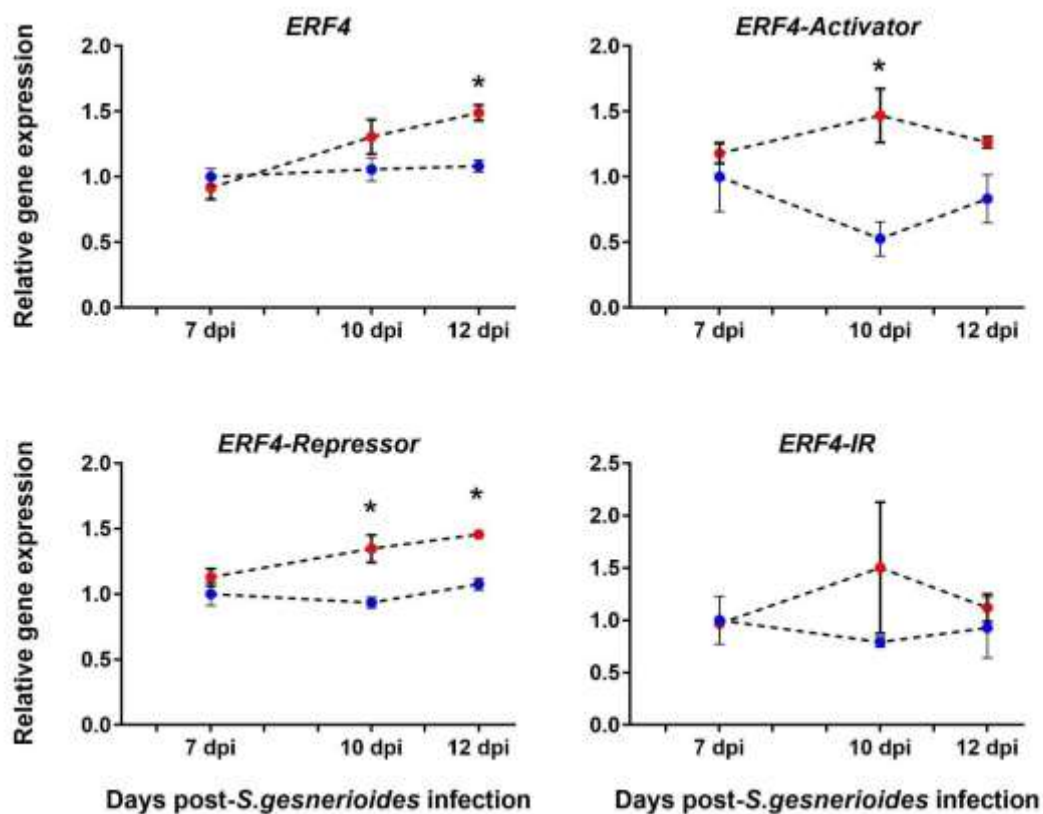 ERF4
Relative gene expression
2.0
1.5
1.0
0.5
0.0
*
7 dpi 10 dpi 12 dpi
ERF4-Activator
2.0
1.5
1.0
0.5
0.0
*
7 dpi 10 dpi 12 dpi
ERF4-Repressor
Relative gene expression
2.0
1.5
1.0
0.5
0.0
* *
7 dpi 10 dpi 12 dpi
Days post-S.gesnerioides infection
ERF4-IR
2.5
2.0
1.5
1.0
0.5
0.0
7 dpi 10 dpi 12 dpi
Days post-S.gesnerioides infection